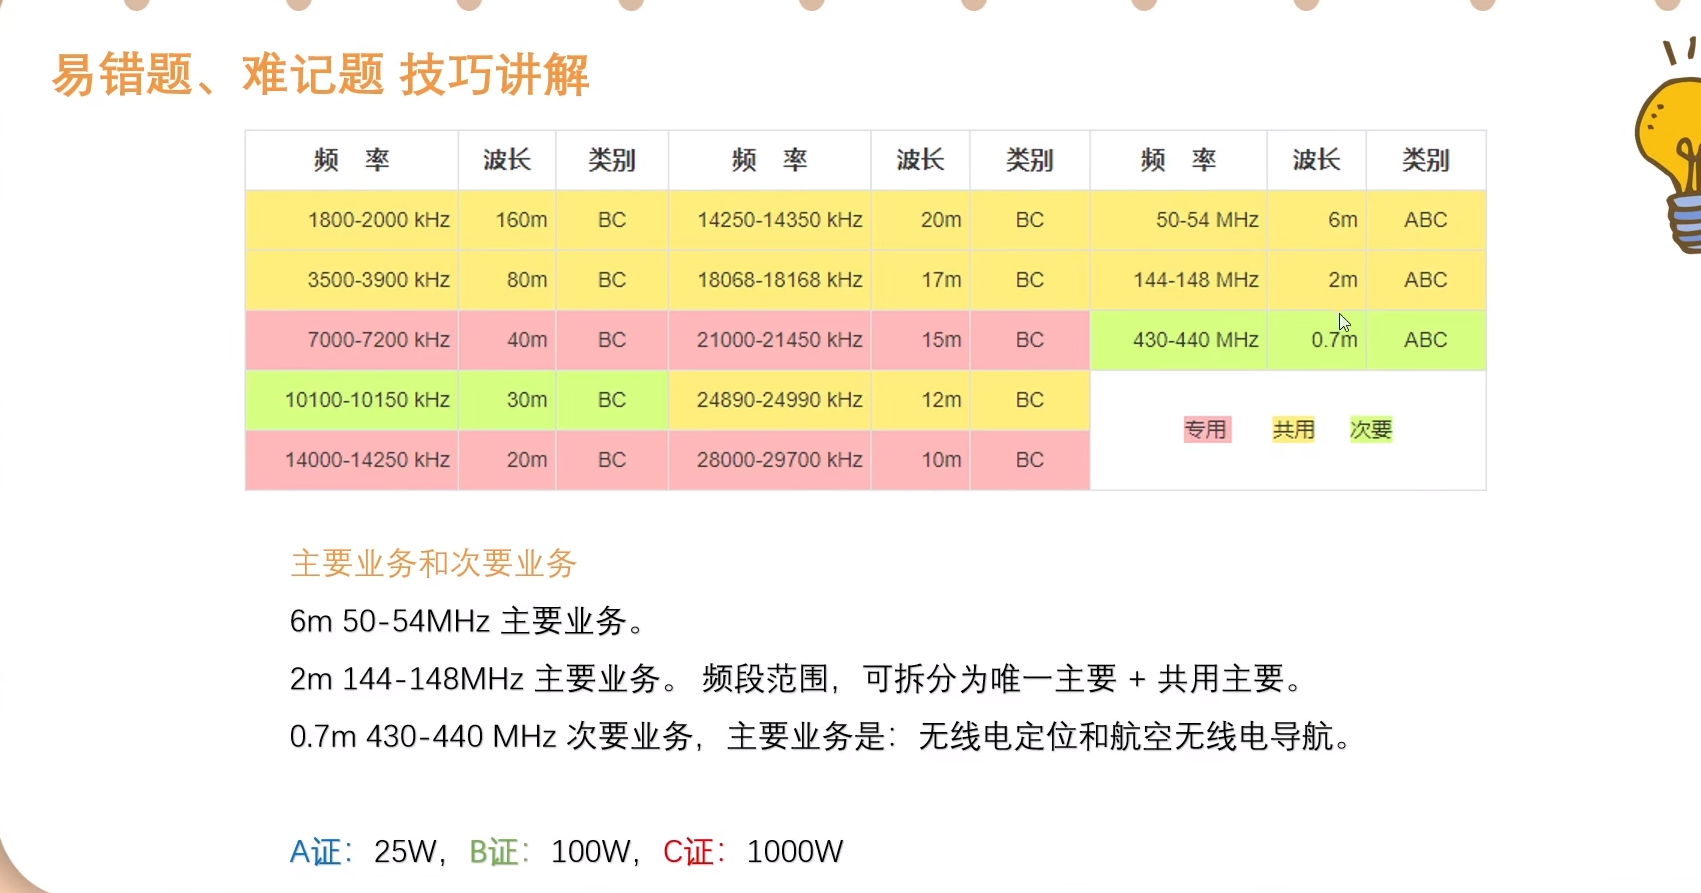 易错题、难记题 技巧讲解
频 率 波长 类别 频 率 波长 类别 频 率 波长 类别
1800-2000 kHz 160m BC 14250-14350 kHz 20m BC 50-54 MHz 6m ABC
3500-3900 kHz 80m BC 18068-18168 kHz 17m BC 144-148 MHz 2m ABC
7000-7200 kHz 40m BC 21000-21450 kHz 15m BC 430-440 MHz 0.7m ABC
10100-10150 kHz 30m BC 24890-24990 kHz 12m BC
专用 共用 次要
14000-14250 kHz 20m BC 28000-29700 kHz 10m BC
主要业务和次要业务
6m 50-54MHz 主要业务。
2m 144-148MHz 主要业务。 频段范围，可拆分为唯一主要 + 共用主要。
0.7m 430-440 MHz 次要业务，主要业务是：无线电定位和航空无线电导航。
A证：25W，B证：100W，C证：1000W